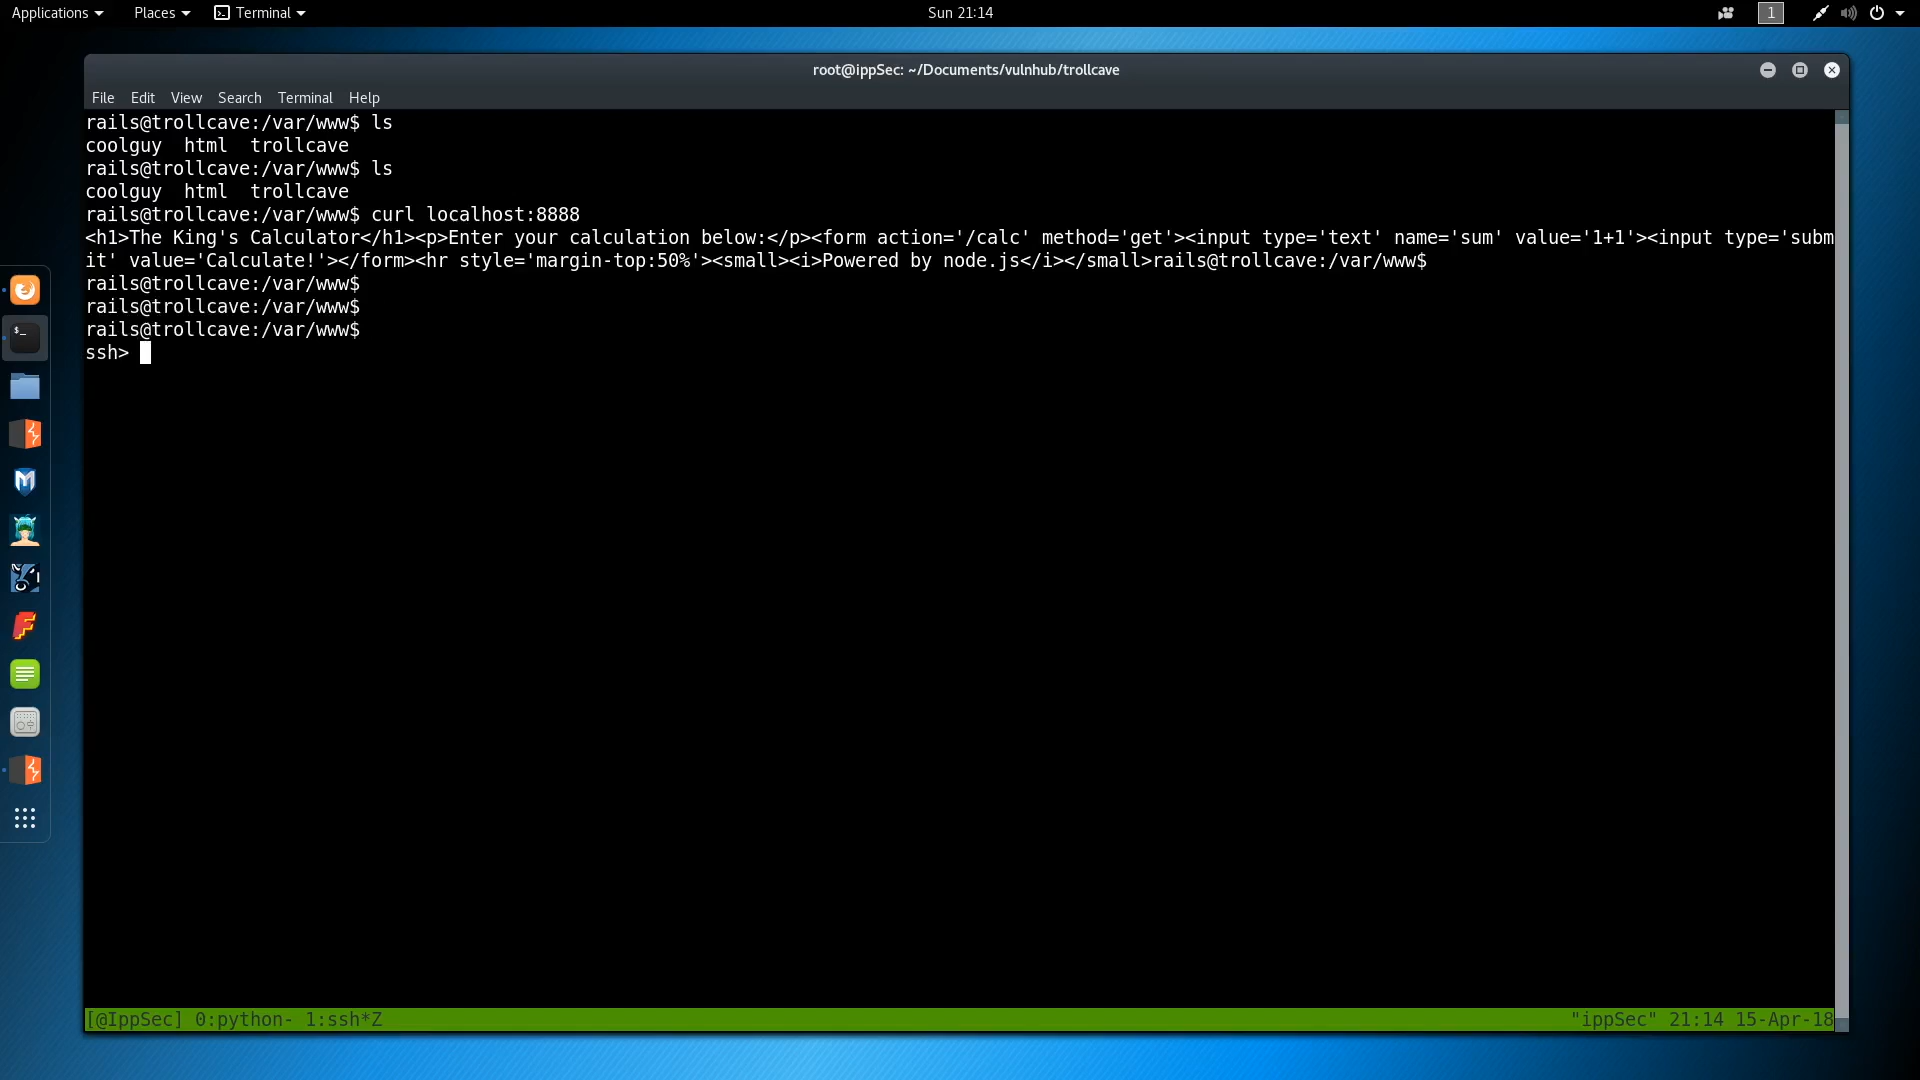 Applications Places Terminal Sun 21:14 1
root@ippSec: ~/Documents/vulnhub/trollcave
File Edit View Search Terminal Help
rails@trollcave:/var/www$ ls
coolguy  html  trollcave
rails@trollcave:/var/www$ ls
coolguy  html  trollcave
rails@trollcave:/var/www$ curl localhost:8888
<h1>The King's Calculator</h1><p>Enter your calculation below:</p><form action='/calc' method='get'><input type='text' name='sum' value='1+1'><input type='subm
it' value='Calculate!'></form><hr style='margin-top:50%'><small><i>Powered by node.js</i></small>rails@trollcave:/var/www$
rails@trollcave:/var/www$
rails@trollcave:/var/www$
rails@trollcave:/var/www$
ssh>
[@IppSec] 0:python- 1:ssh*Z "ippSec" 21:14 15-Apr-18